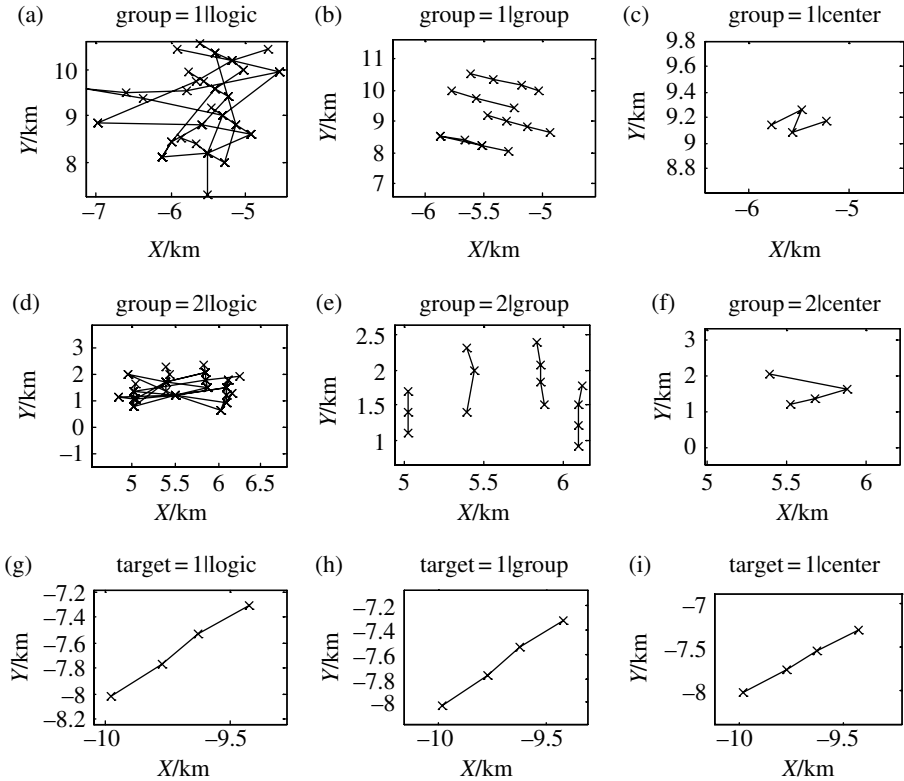 (a) group = 1|logic
10
9
8
Y/km
−7 −6 −5
X/km
(b) group = 1|group
11
10
9
8
7
Y/km
−6 −5.5 −5
X/km
(c) group = 1|center
9.8
9.6
9.4
9.2
9
8.8
Y/km
−6 −5
X/km
(d) group = 2|logic
3
2
1
0
−1
Y/km
5 5.5 6 6.5
X/km
(e) group = 2|group
2.5
2
1.5
1
Y/km
5 5.5 6
X/km
(f) group = 2|center
3
2
1
0
Y/km
5 5.5 6
X/km
(g) target = 1|logic
−7.2
−7.4
−7.6
−7.8
−8
−8.2
Y/km
−10 −9.5
X/km
(h) target = 1|group
−7.2
−7.4
−7.6
−7.8
−8
Y/km
−10 −9.5
X/km
(i) target = 1|center
−7
−7.5
−8
Y/km
−10 −9.5
X/km